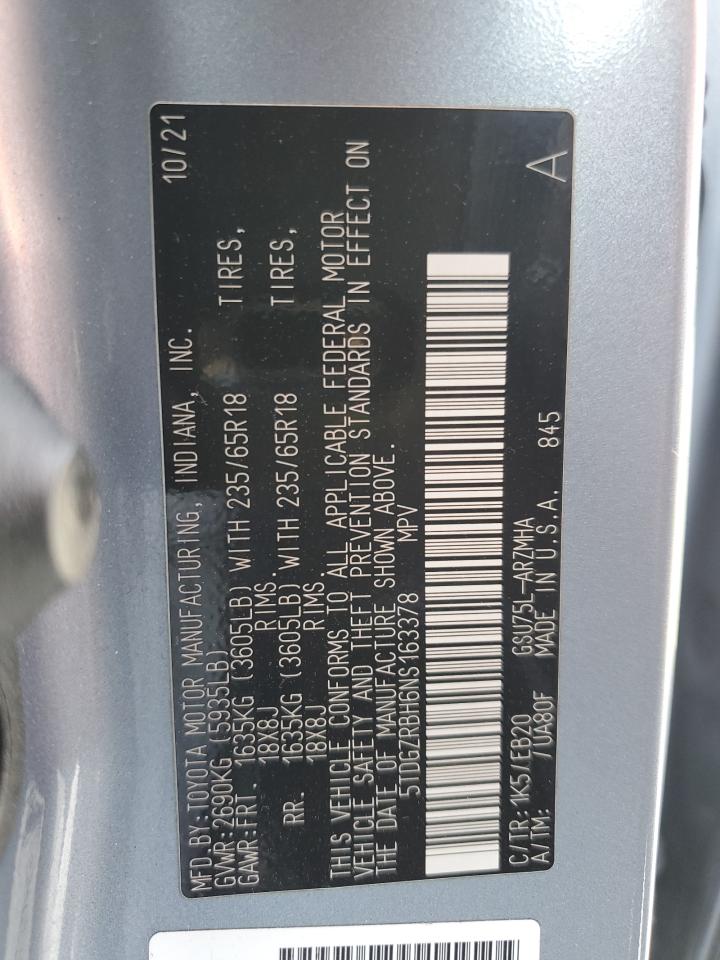 MFD.BY:TOYOTA MOTOR MANUFACTURING, INDIANA, INC. 10/21
GVWR:2690KG (5935LB)
GAWR:FRT. 1635KG (3605LB) WITH 235/65R18 TIRES,
18X8J RIMS.
RR. 1635KG (3605LB) WITH 235/65R18 TIRES,
18X8J RIMS.
THIS VEHICLE CONFORMS TO ALL APPLICABLE FEDERAL MOTOR
VEHICLE SAFETY AND THEFT PREVENTION STANDARDS IN EFFECT ON
THE DATE OF MANUFACTURE SHOWN ABOVE.
5TDGZRBH6NS163378 MPV
C/TR:1K5/EB20 GSU75L-ARZMHA
A/TM: /UA80F MADE IN U.S.A. 845 A